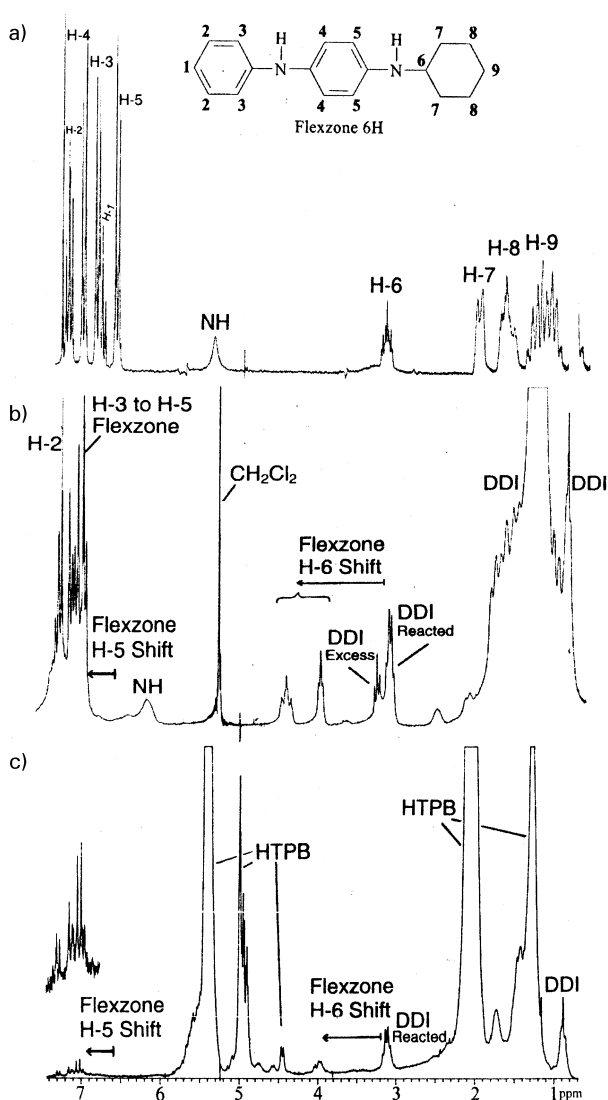 a)
H-4
H-3
H-5
H-2
H-1
2 3 H 4 5 H 7 8
1 N N 6 9
2 3 4 5 7 8
Flexzone 6H
NH
H-6
H-7
H-8
H-9
b)
H-3 to H-5
Flexzone
H-2
CH₂Cl₂
DDI
DDI
Flexzone
H-6 Shift
Flexzone
H-5 Shift
NH
DDI
Excess
DDI
Reacted
c)
HTPB
HTPB
Flexzone
H-5 Shift
Flexzone
H-6 Shift
DDI
Reacted
DDI
7 6 5 4 3 2 1 ppm